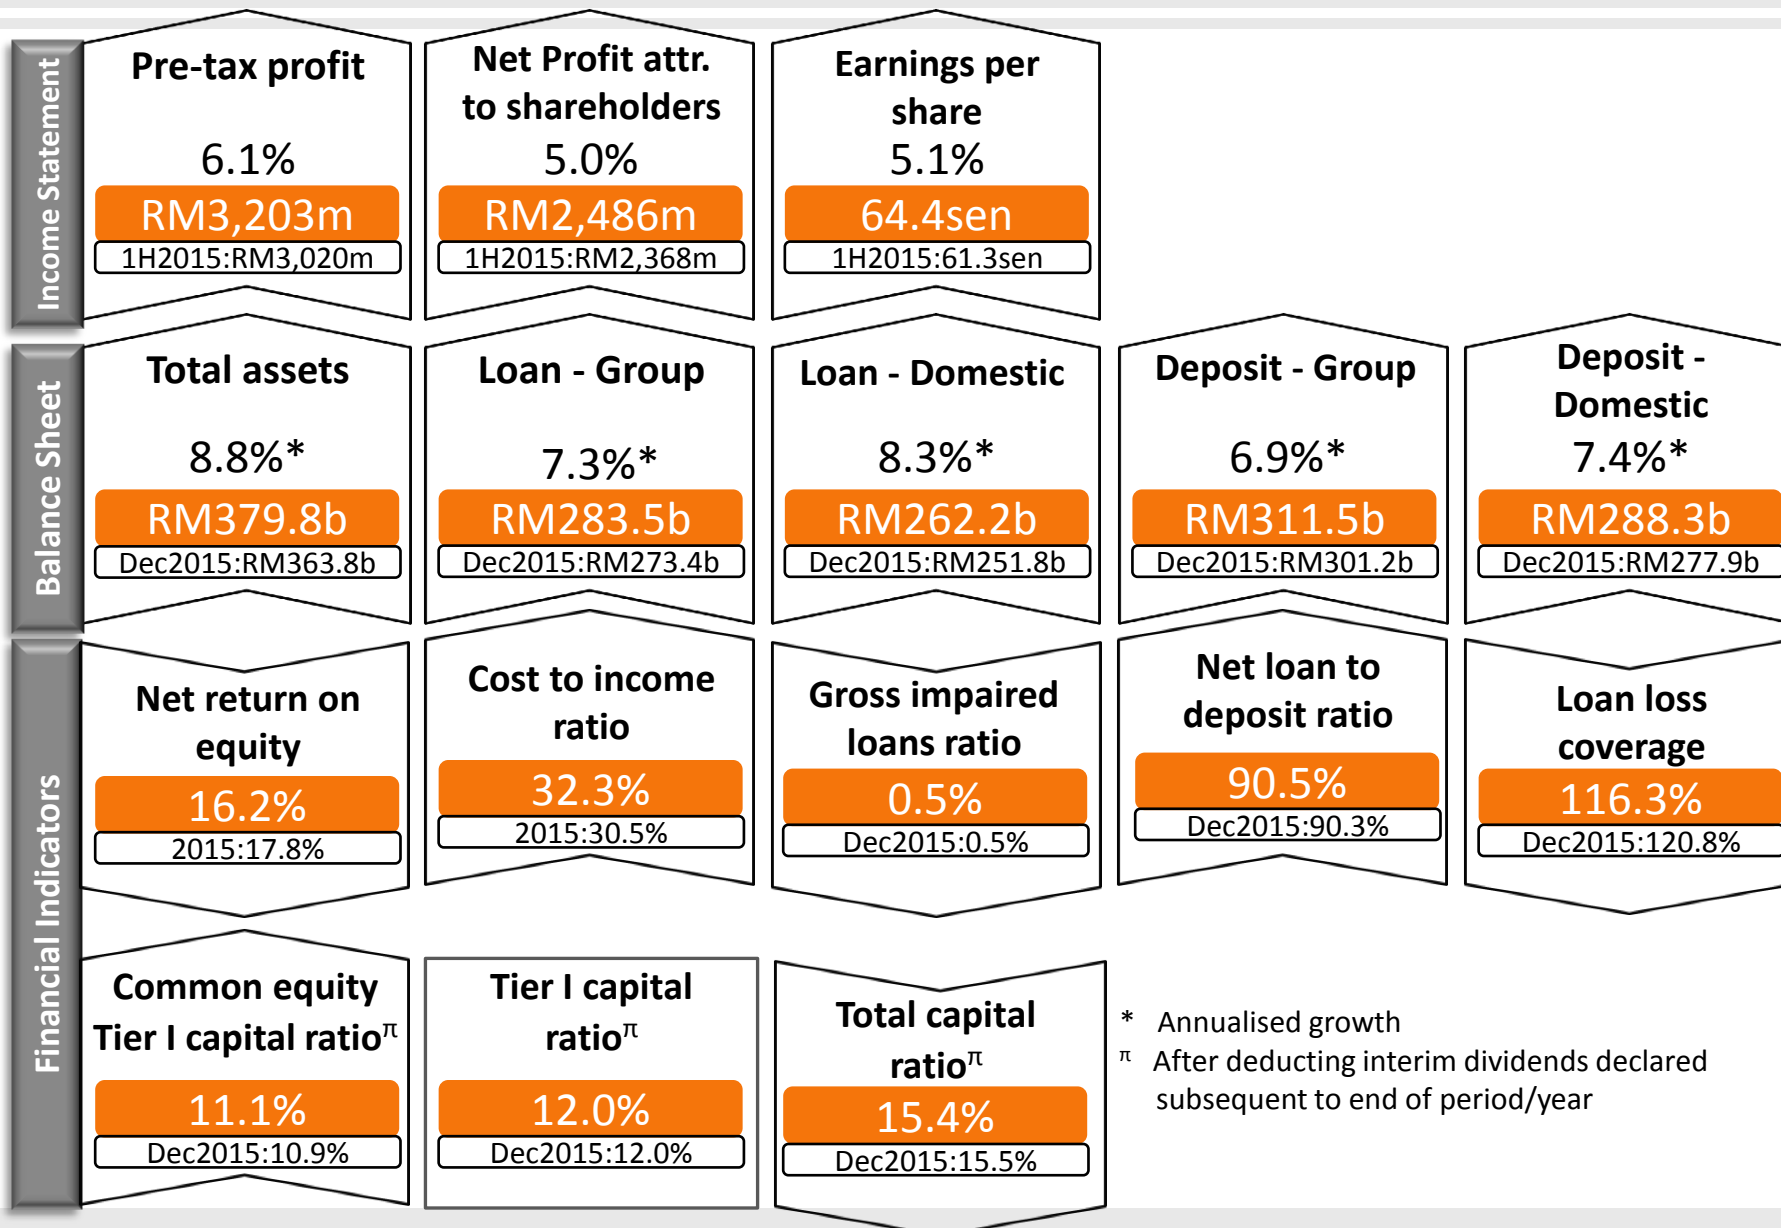 Income Statement
Pre-tax profit
6.1%
RM3,203m
1H2015:RM3,020m
Net Profit attr.
to shareholders
5.0%
RM2,486m
1H2015:RM2,368m
Earnings per
share
5.1%
64.4sen
1H2015:61.3sen
Balance Sheet
Total assets
8.8%*
RM379.8b
Dec2015:RM363.8b
Loan - Group
7.3%*
RM283.5b
Dec2015:RM273.4b
Loan - Domestic
8.3%*
RM262.2b
Dec2015:RM251.8b
Deposit - Group
6.9%*
RM311.5b
Dec2015:RM301.2b
Deposit -
Domestic
7.4%*
RM288.3b
Dec2015:RM277.9b
Financial Indicators
Net return on
equity
16.2%
2015:17.8%
Cost to income
ratio
32.3%
2015:30.5%
Gross impaired
loans ratio
0.5%
Dec2015:0.5%
Net loan to
deposit ratio
90.5%
Dec2015:90.3%
Loan loss
coverage
116.3%
Dec2015:120.8%
Common equity
Tier I capital ratioπ
11.1%
Dec2015:10.9%
Tier I capital
ratioπ
12.0%
Dec2015:12.0%
Total capital
ratioπ
15.4%
Dec2015:15.5%
* Annualised growth
π After deducting interim dividends declared
subsequent to end of period/year